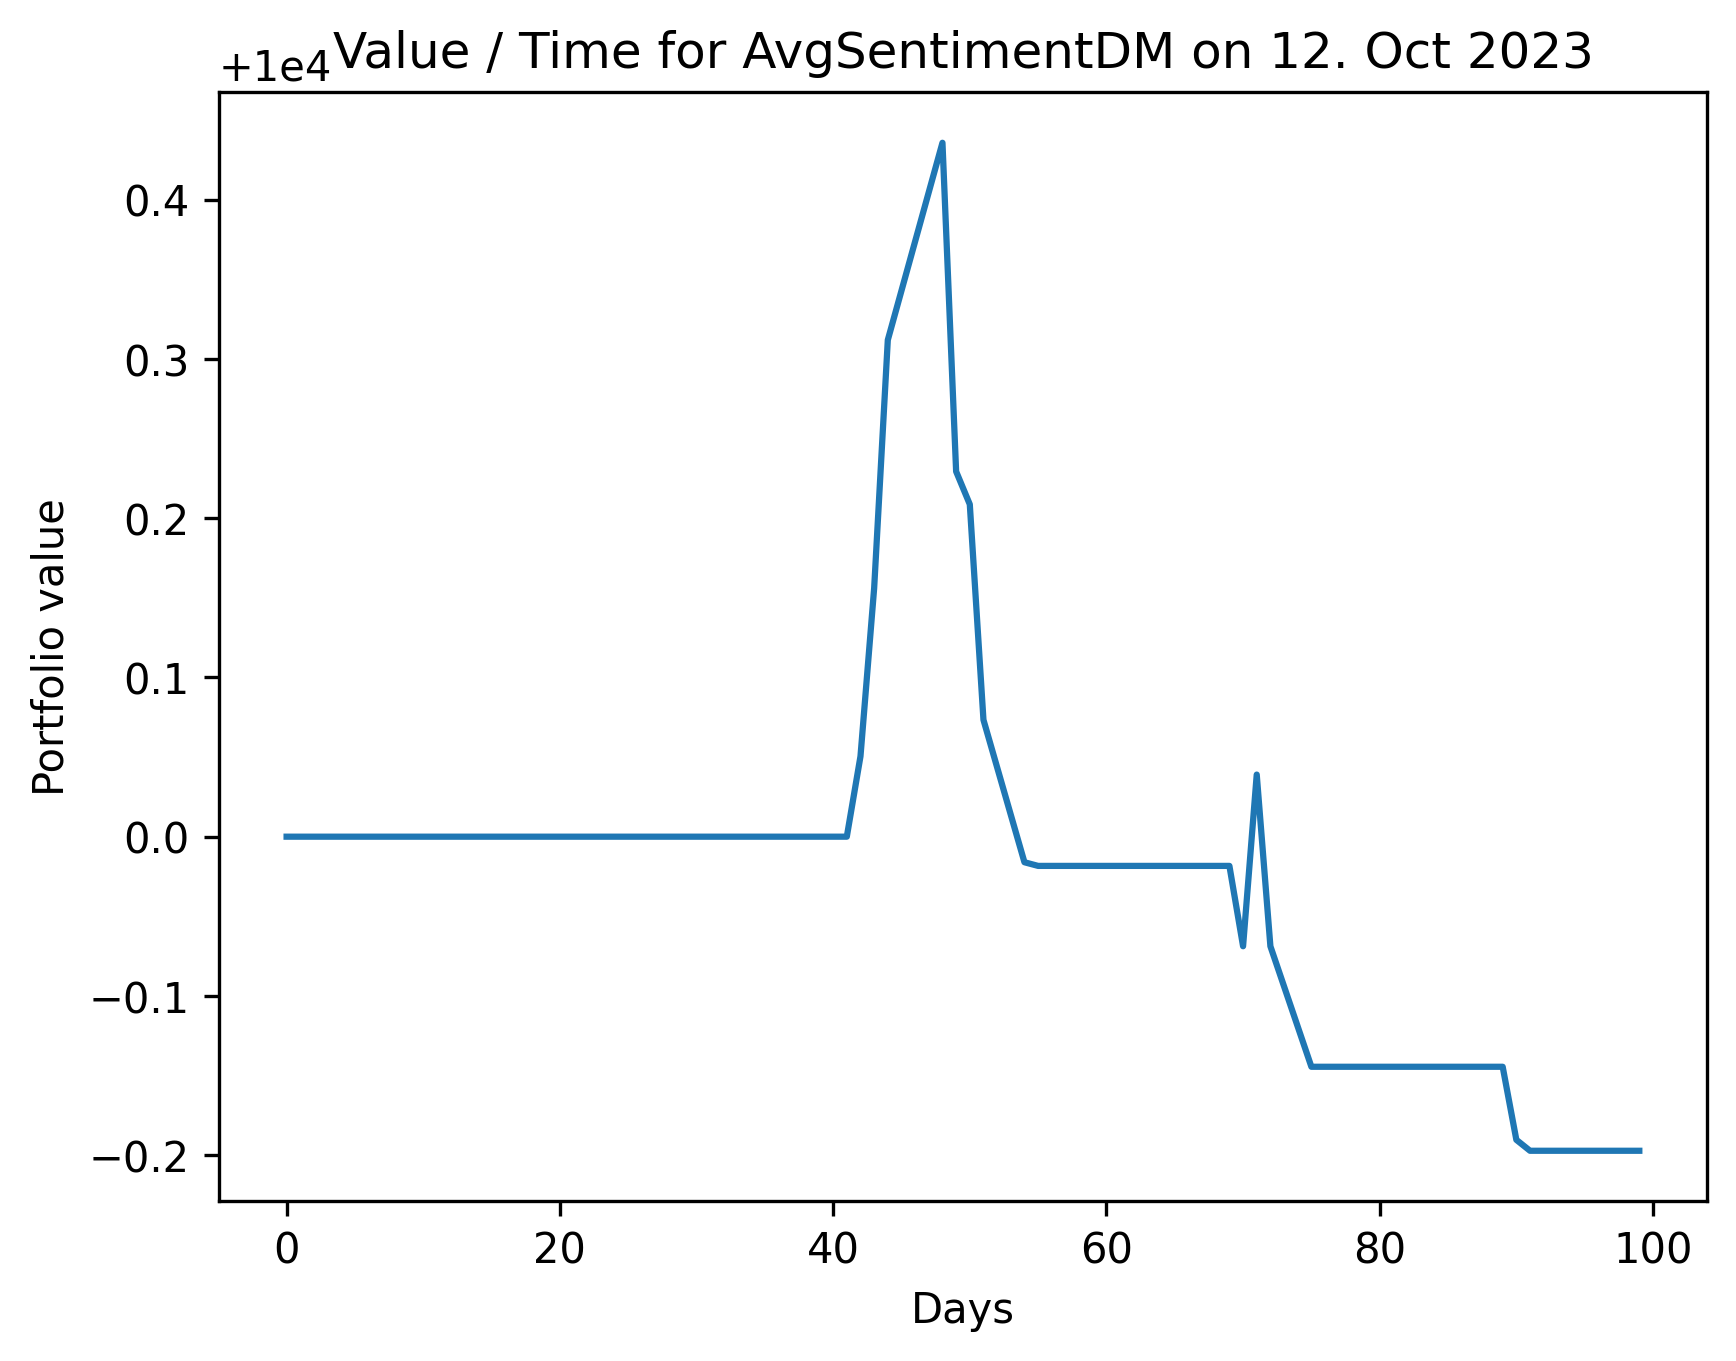 Value / Time for AvgSentimentDM on 12. Oct 2023
+1e4
0.4
0.3
0.2
0.1
0.0
−0.1
−0.2
Portfolio value
0 20 40 60 80 100
Days